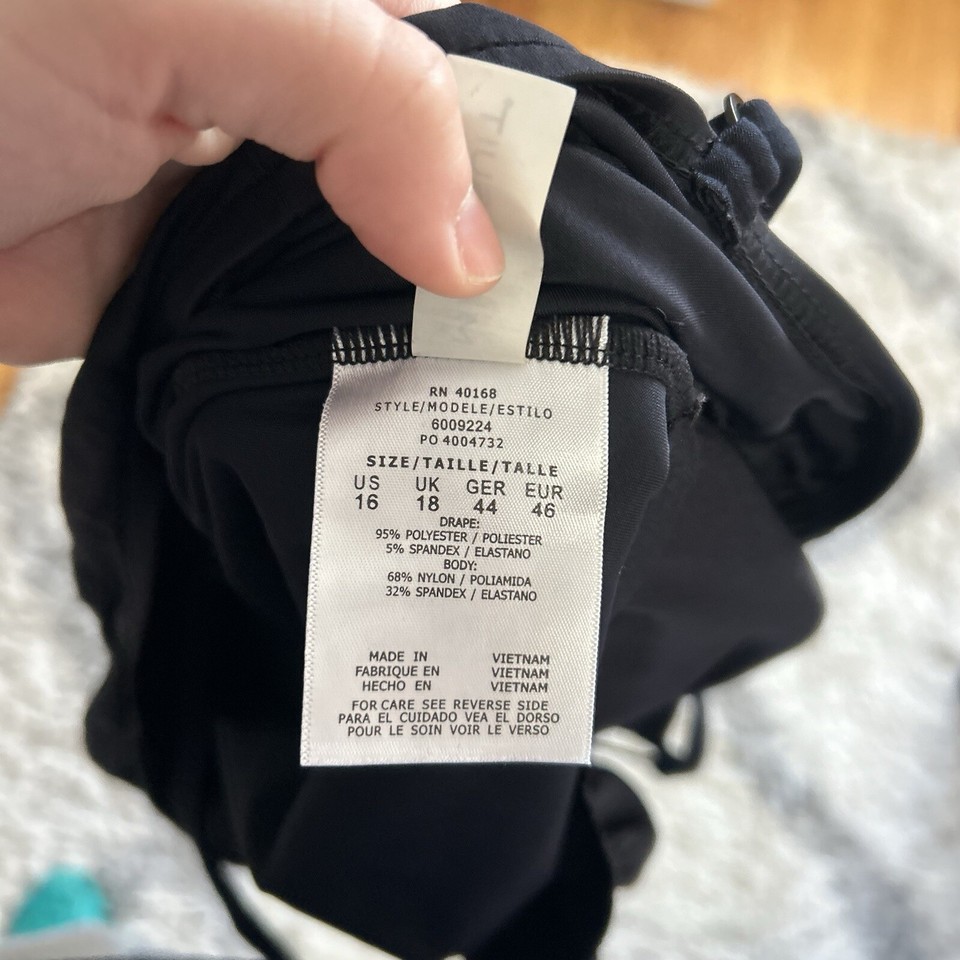 RN 40168
STYLE/MODELE/ESTILO
6009224
PO 4004732
SIZE/TAILLE/TALLE
US UK GER EUR
16 18 44 46
DRAPE:
95% POLYESTER / POLIESTER
5% SPANDEX / ELASTANO
BODY:
68% NYLON / POLIAMIDA
32% SPANDEX / ELASTANO
MADE IN VIETNAM
FABRIQUE EN VIETNAM
HECHO EN VIETNAM
FOR CARE SEE REVERSE SIDE
PARA EL CUIDADO VEA EL DORSO
POUR LE SOIN VOIR LE VERSO